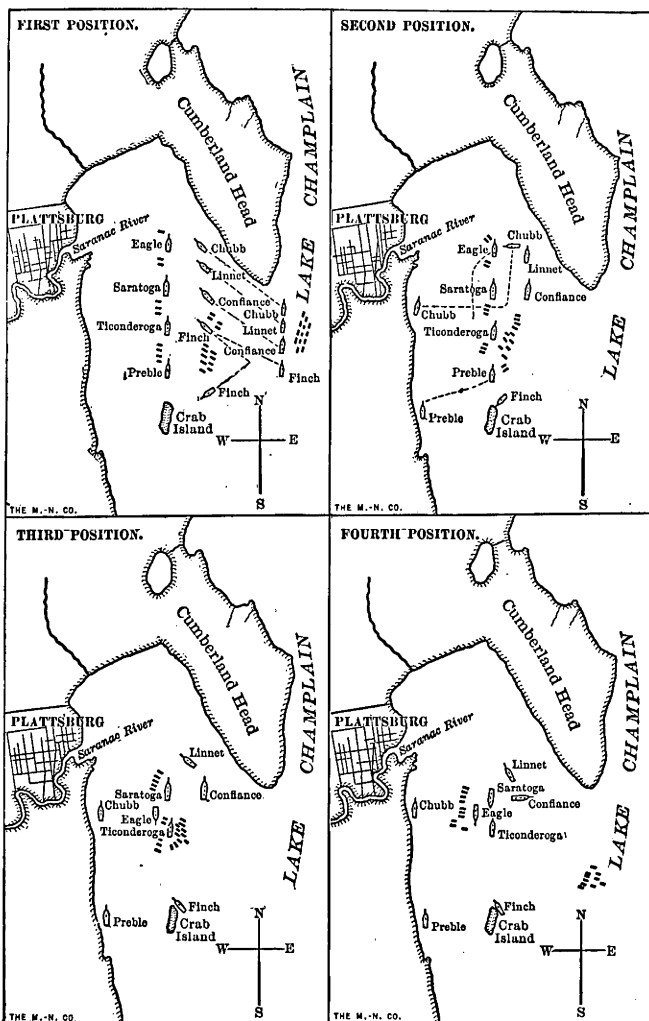 FIRST POSITION.
Cumberland Head
LAKE CHAMPLAIN
PLATTSBURG
Saranac River
Eagle
Chubb
Linnet
Saratoga
Confiance
Chubb
Linnet
Ticonderoga
Finch
Confiance
Preble
Finch
Finch
Crab
Island
N
W
E
S
THE M.-N. CO.
SECOND POSITION.
Cumberland Head
LAKE CHAMPLAIN
PLATTSBURG
Saranac River
Chubb
Eagle
Linnet
Saratoga
Confiance
Chubb
Ticonderoga
Preble
Finch
Preble
Crab
Island
N
W
E
S
THE M.-N. CO.
THIRD POSITION.
Cumberland Head
LAKE CHAMPLAIN
PLATTSBURG
Saranac River
Linnet
Saratoga
Confiance
Chubb
Eagle
Ticonderoga
Finch
Preble
Crab
Island
N
W
E
S
THE M.-N. CO.
FOURTH POSITION.
Cumberland Head
LAKE CHAMPLAIN
PLATTSBURG
Saranac River
Linnet
Saratoga
Confiance
Chubb
Eagle
Ticonderoga
Finch
Preble
Crab
Island
N
W
E
S
THE M.-N. CO.